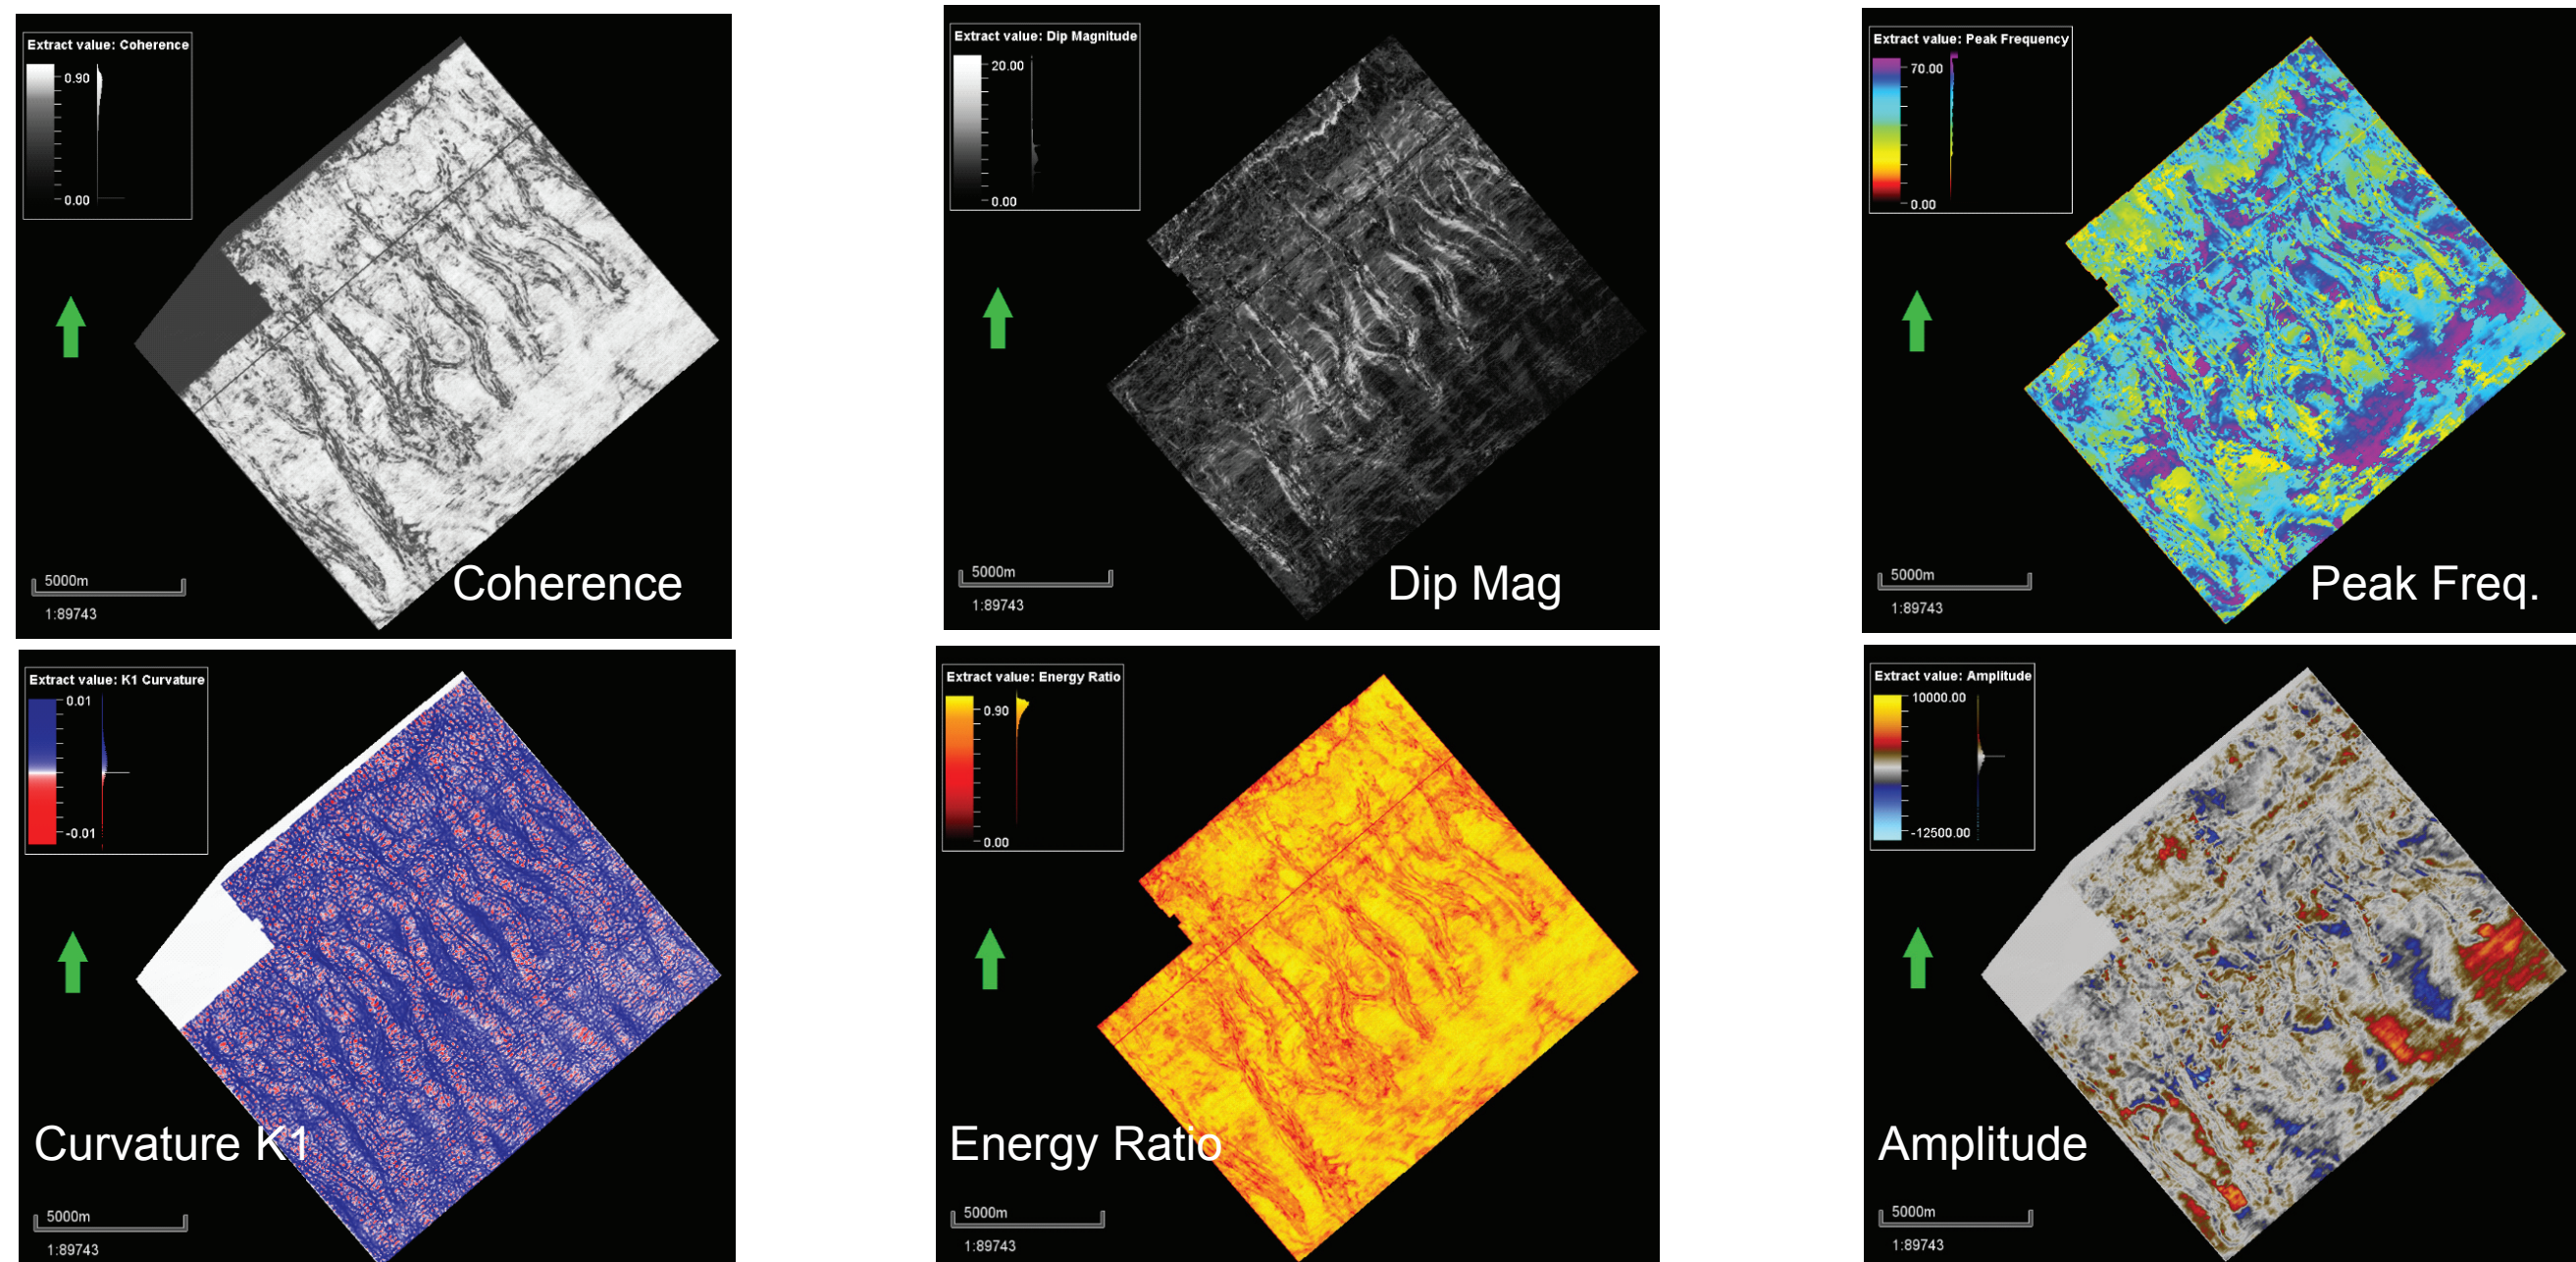 Extract value: Coherence
0.90
0.00
5000m
1:89743
Coherence
Extract value: Dip Magnitude
20.00
0.00
5000m
1:89743
Dip Mag
Extract value: Peak Frequency
70.00
0.00
5000m
1:89743
Peak Freq.
Extract value: K1 Curvature
0.01
-0.01
Curvature K1
5000m
1:89743
Extract value: Energy Ratio
0.90
0.00
Energy Ratio
5000m
1:89743
Extract value: Amplitude
10000.00
-12500.00
Amplitude
5000m
1:89743